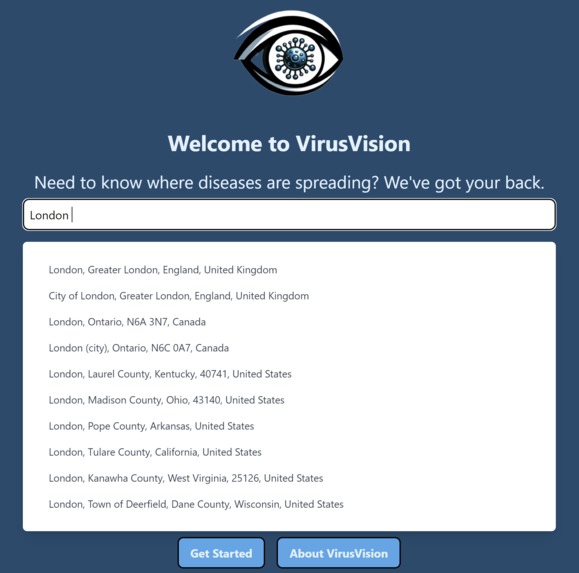 Welcome to VirusVision
Need to know where diseases are spreading? We've got your back.
London
London, Greater London, England, United Kingdom
City of London, Greater London, England, United Kingdom
London, Ontario, N6A 3N7, Canada
London (city), Ontario, N6C 0A7, Canada
London, Laurel County, Kentucky, 40741, United States
London, Madison County, Ohio, 43140, United States
London, Pope County, Arkansas, United States
London, Tulare County, California, United States
London, Kanawha County, West Virginia, 25126, United States
London, Town of Deerfield, Dane County, Wisconsin, United States
Get Started
About VirusVision